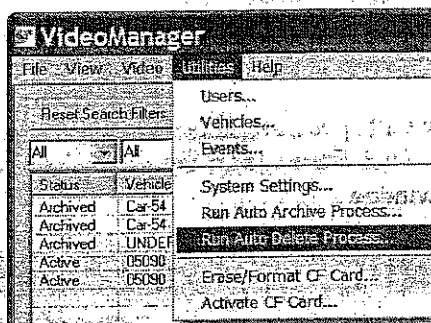 VideoManager
File View Video Utilities Help
Reset Search Filters
All All
Status Vehicle
Archived Car-54
Archived Car-54
Archived UNDEF
Active 05090
Active 05090
Users...
Vehicles...
Events...
System Settings...
Run Auto Archive Process...
Run Auto Delete Process...
Erase/Format CF Card...
Activate CF Card...